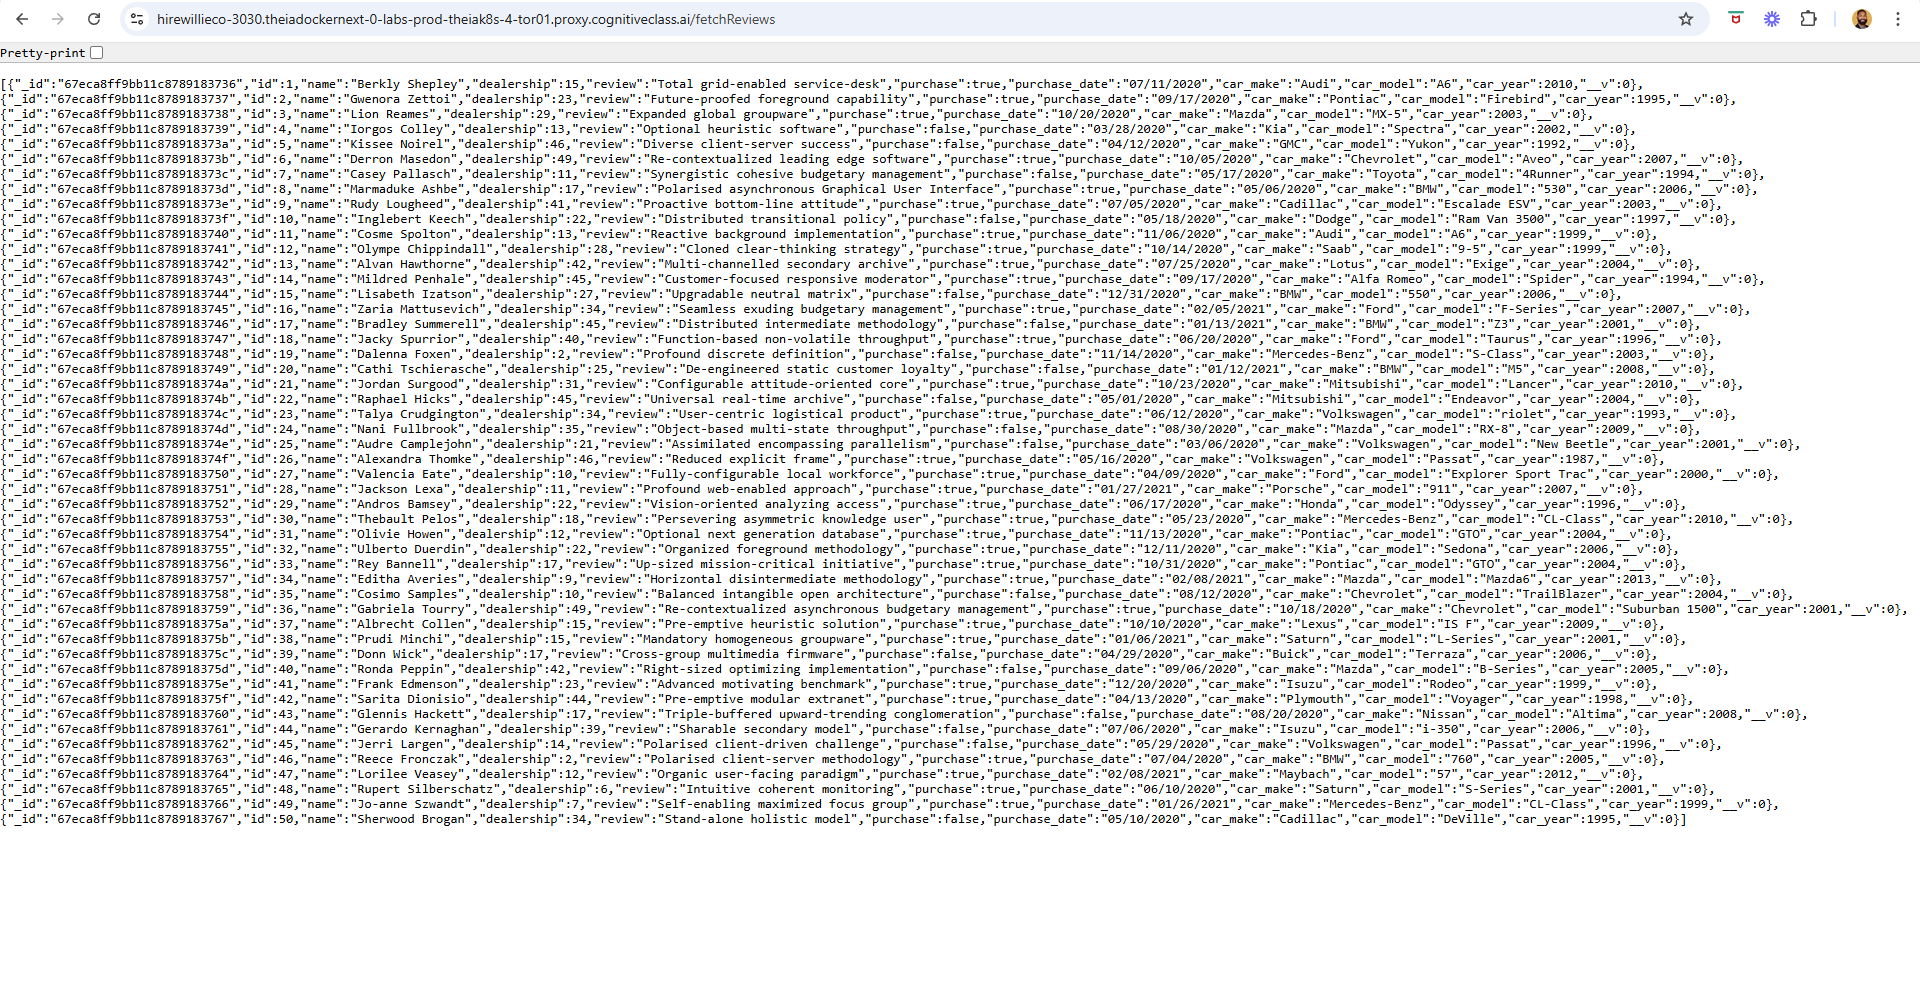 hirewillieco-3030.theiadockernext-0-labs-prod-theiak8s-4-tor01.proxy.cognitiveclass.ai/fetchReviews
Pretty-print
[{"_id":"67eca8ff9bb11c8789183736","id":1,"name":"Berkly Shepley","dealership":15,"review":"Total grid-enabled service-desk","purchase":true,"purchase_date":"07/11/2020","car_make":"Audi","car_model":"A6","car_year":2010,"__v":0},
{"_id":"67eca8ff9bb11c8789183737","id":2,"name":"Gwenora Zettoi","dealership":23,"review":"Future-proofed foreground capability","purchase":true,"purchase_date":"09/17/2020","car_make":"Pontiac","car_model":"Firebird","car_year":1995,"__v":0},
{"_id":"67eca8ff9bb11c8789183738","id":3,"name":"Lion Reames","dealership":29,"review":"Expanded global groupware","purchase":true,"purchase_date":"10/20/2020","car_make":"Mazda","car_model":"MX-5","car_year":2003,"__v":0},
{"_id":"67eca8ff9bb11c8789183739","id":4,"name":"Iorgos Colley","dealership":13,"review":"Optional heuristic software","purchase":false,"purchase_date":"03/28/2020","car_make":"Kia","car_model":"Spectra","car_year":2002,"__v":0},
{"_id":"67eca8ff9bb11c878918373a","id":5,"name":"Kissee Noirel","dealership":46,"review":"Diverse client-server success","purchase":false,"purchase_date":"04/12/2020","car_make":"GMC","car_model":"Yukon","car_year":1992,"__v":0},
{"_id":"67eca8ff9bb11c878918373b","id":6,"name":"Derron Masedon","dealership":49,"review":"Re-contextualized leading edge software","purchase":true,"purchase_date":"10/05/2020","car_make":"Chevrolet","car_model":"Aveo","car_year":2007,"__v":0},
{"_id":"67eca8ff9bb11c878918373c","id":7,"name":"Casey Pallasch","dealership":11,"review":"Synergistic cohesive budgetary management","purchase":false,"purchase_date":"05/17/2020","car_make":"Toyota","car_model":"4Runner","car_year":1994,"__v":0},
{"_id":"67eca8ff9bb11c878918373d","id":8,"name":"Marmaduke Ashbe","dealership":17,"review":"Polarised asynchronous Graphical User Interface","purchase":true,"purchase_date":"05/06/2020","car_make":"BMW","car_model":"530","car_year":2006,"__v":0},
{"_id":"67eca8ff9bb11c878918373e","id":9,"name":"Rudy Lougheed","dealership":41,"review":"Proactive bottom-line attitude","purchase":true,"purchase_date":"07/05/2020","car_make":"Cadillac","car_model":"Escalade ESV","car_year":2003,"__v":0},
{"_id":"67eca8ff9bb11c878918373f","id":10,"name":"Inglebert Keech","dealership":22,"review":"Distributed transitional policy","purchase":false,"purchase_date":"05/18/2020","car_make":"Dodge","car_model":"Ram Van 3500","car_year":1997,"__v":0},
{"_id":"67eca8ff9bb11c8789183740","id":11,"name":"Cosme Spolton","dealership":13,"review":"Reactive background implementation","purchase":true,"purchase_date":"11/06/2020","car_make":"Audi","car_model":"A6","car_year":1999,"__v":0},
{"_id":"67eca8ff9bb11c8789183741","id":12,"name":"Olympe Chippindall","dealership":28,"review":"Cloned clear-thinking strategy","purchase":true,"purchase_date":"10/14/2020","car_make":"Saab","car_model":"9-5","car_year":1999,"__v":0},
{"_id":"67eca8ff9bb11c8789183742","id":13,"name":"Alvan Hawthorne","dealership":42,"review":"Multi-channelled secondary archive","purchase":true,"purchase_date":"07/25/2020","car_make":"Lotus","car_model":"Exige","car_year":2004,"__v":0},
{"_id":"67eca8ff9bb11c8789183743","id":14,"name":"Mildred Penhale","dealership":45,"review":"Customer-focused responsive moderator","purchase":true,"purchase_date":"09/17/2020","car_make":"Alfa Romeo","car_model":"Spider","car_year":1994,"__v":0},
{"_id":"67eca8ff9bb11c8789183744","id":15,"name":"Lisabeth Izatson","dealership":27,"review":"Upgradable neutral matrix","purchase":false,"purchase_date":"12/31/2020","car_make":"BMW","car_model":"550","car_year":2006,"__v":0},
{"_id":"67eca8ff9bb11c8789183745","id":16,"name":"Zaria Mattusevich","dealership":34,"review":"Seamless exuding budgetary management","purchase":true,"purchase_date":"02/05/2021","car_make":"Ford","car_model":"F-Series","car_year":2007,"__v":0},
{"_id":"67eca8ff9bb11c8789183746","id":17,"name":"Bradley Summerell","dealership":45,"review":"Distributed intermediate methodology","purchase":false,"purchase_date":"01/13/2021","car_make":"BMW","car_model":"Z3","car_year":2001,"__v":0},
{"_id":"67eca8ff9bb11c8789183747","id":18,"name":"Jacky Spurrior","dealership":40,"review":"Function-based non-volatile throughput","purchase":true,"purchase_date":"06/20/2020","car_make":"Ford","car_model":"Taurus","car_year":1996,"__v":0},
{"_id":"67eca8ff9bb11c8789183748","id":19,"name":"Dalenna Foxen","dealership":2,"review":"Profound discrete definition","purchase":false,"purchase_date":"11/14/2020","car_make":"Mercedes-Benz","car_model":"S-Class","car_year":2003,"__v":0},
{"_id":"67eca8ff9bb11c8789183749","id":20,"name":"Cathi Tschierasche","dealership":25,"review":"De-engineered static customer loyalty","purchase":false,"purchase_date":"01/12/2021","car_make":"BMW","car_model":"M5","car_year":2008,"__v":0},
{"_id":"67eca8ff9bb11c878918374a","id":21,"name":"Jordan Surgood","dealership":31,"review":"Configurable attitude-oriented core","purchase":true,"purchase_date":"10/23/2020","car_make":"Mitsubishi","car_model":"Lancer","car_year":2010,"__v":0},
{"_id":"67eca8ff9bb11c878918374b","id":22,"name":"Raphael Hicks","dealership":45,"review":"Universal real-time archive","purchase":false,"purchase_date":"05/01/2020","car_make":"Mitsubishi","car_model":"Endeavor","car_year":2004,"__v":0},
{"_id":"67eca8ff9bb11c878918374c","id":23,"name":"Talya Crudgington","dealership":34,"review":"User-centric logistical product","purchase":true,"purchase_date":"06/12/2020","car_make":"Volkswagen","car_model":"riolet","car_year":1993,"__v":0},
{"_id":"67eca8ff9bb11c878918374d","id":24,"name":"Nani Fullbrook","dealership":35,"review":"Object-based multi-state throughput","purchase":false,"purchase_date":"08/30/2020","car_make":"Mazda","car_model":"RX-8","car_year":2009,"__v":0},
{"_id":"67eca8ff9bb11c878918374e","id":25,"name":"Audre Camplejohn","dealership":21,"review":"Assimilated encompassing parallelism","purchase":false,"purchase_date":"03/06/2020","car_make":"Volkswagen","car_model":"New Beetle","car_year":2001,"__v":0},
{"_id":"67eca8ff9bb11c878918374f","id":26,"name":"Alexandra Thomke","dealership":46,"review":"Reduced explicit frame","purchase":true,"purchase_date":"05/16/2020","car_make":"Volkswagen","car_model":"Passat","car_year":1987,"__v":0},
{"_id":"67eca8ff9bb11c8789183750","id":27,"name":"Valencia Eate","dealership":10,"review":"Fully-configurable local workforce","purchase":true,"purchase_date":"04/09/2020","car_make":"Ford","car_model":"Explorer Sport Trac","car_year":2000,"__v":0},
{"_id":"67eca8ff9bb11c8789183751","id":28,"name":"Jackson Lexa","dealership":11,"review":"Profound web-enabled approach","purchase":true,"purchase_date":"01/27/2021","car_make":"Porsche","car_model":"911","car_year":2007,"__v":0},
{"_id":"67eca8ff9bb11c8789183752","id":29,"name":"Andros Bamsey","dealership":22,"review":"Vision-oriented analyzing access","purchase":true,"purchase_date":"06/17/2020","car_make":"Honda","car_model":"Odyssey","car_year":1996,"__v":0},
{"_id":"67eca8ff9bb11c8789183753","id":30,"name":"Thebault Pelos","dealership":18,"review":"Persevering asymmetric knowledge user","purchase":true,"purchase_date":"05/23/2020","car_make":"Mercedes-Benz","car_model":"CL-Class","car_year":2010,"__v":0},
{"_id":"67eca8ff9bb11c8789183754","id":31,"name":"Olivie Howen","dealership":12,"review":"Optional next generation database","purchase":true,"purchase_date":"11/13/2020","car_make":"Pontiac","car_model":"GTO","car_year":2004,"__v":0},
{"_id":"67eca8ff9bb11c8789183755","id":32,"name":"Ulberto Duerdin","dealership":22,"review":"Organized foreground methodology","purchase":true,"purchase_date":"12/11/2020","car_make":"Kia","car_model":"Sedona","car_year":2006,"__v":0},
{"_id":"67eca8ff9bb11c8789183756","id":33,"name":"Rey Bannell","dealership":17,"review":"Up-sized mission-critical initiative","purchase":true,"purchase_date":"10/31/2020","car_make":"Pontiac","car_model":"GTO","car_year":2004,"__v":0},
{"_id":"67eca8ff9bb11c8789183757","id":34,"name":"Editha Averies","dealership":9,"review":"Horizontal disintermediate methodology","purchase":true,"purchase_date":"02/08/2021","car_make":"Mazda","car_model":"Mazda6","car_year":2013,"__v":0},
{"_id":"67eca8ff9bb11c8789183758","id":35,"name":"Cosimo Samples","dealership":10,"review":"Balanced intangible open architecture","purchase":false,"purchase_date":"08/12/2020","car_make":"Chevrolet","car_model":"TrailBlazer","car_year":2004,"__v":0},
{"_id":"67eca8ff9bb11c8789183759","id":36,"name":"Gabriela Tourry","dealership":49,"review":"Re-contextualized asynchronous budgetary management","purchase":true,"purchase_date":"10/18/2020","car_make":"Chevrolet","car_model":"Suburban 1500","car_year":2001,"__v":0},
{"_id":"67eca8ff9bb11c878918375a","id":37,"name":"Albrecht Collen","dealership":15,"review":"Pre-emptive heuristic solution","purchase":true,"purchase_date":"10/10/2020","car_make":"Lexus","car_model":"IS F","car_year":2009,"__v":0},
{"_id":"67eca8ff9bb11c878918375b","id":38,"name":"Prudi Minchi","dealership":15,"review":"Mandatory homogeneous groupware","purchase":true,"purchase_date":"01/06/2021","car_make":"Saturn","car_model":"L-Series","car_year":2001,"__v":0},
{"_id":"67eca8ff9bb11c878918375c","id":39,"name":"Donn Wick","dealership":17,"review":"Cross-group multimedia firmware","purchase":false,"purchase_date":"04/29/2020","car_make":"Buick","car_model":"Terraza","car_year":2006,"__v":0},
{"_id":"67eca8ff9bb11c878918375d","id":40,"name":"Ronda Peppin","dealership":42,"review":"Right-sized optimizing implementation","purchase":false,"purchase_date":"09/06/2020","car_make":"Mazda","car_model":"B-Series","car_year":2005,"__v":0},
{"_id":"67eca8ff9bb11c878918375e","id":41,"name":"Frank Edmenson","dealership":23,"review":"Advanced motivating benchmark","purchase":true,"purchase_date":"12/20/2020","car_make":"Isuzu","car_model":"Rodeo","car_year":1999,"__v":0},
{"_id":"67eca8ff9bb11c878918375f","id":42,"name":"Sarita Dionisio","dealership":44,"review":"Pre-emptive modular extranet","purchase":true,"purchase_date":"04/13/2020","car_make":"Plymouth","car_model":"Voyager","car_year":1998,"__v":0},
{"_id":"67eca8ff9bb11c8789183760","id":43,"name":"Glennis Hackett","dealership":17,"review":"Triple-buffered upward-trending conglomeration","purchase":false,"purchase_date":"08/20/2020","car_make":"Nissan","car_model":"Altima","car_year":2008,"__v":0},
{"_id":"67eca8ff9bb11c8789183761","id":44,"name":"Gerardo Kernaghan","dealership":39,"review":"Sharable secondary model","purchase":false,"purchase_date":"07/06/2020","car_make":"Isuzu","car_model":"i-350","car_year":2006,"__v":0},
{"_id":"67eca8ff9bb11c8789183762","id":45,"name":"Jerri Largen","dealership":14,"review":"Polarised client-driven challenge","purchase":false,"purchase_date":"05/29/2020","car_make":"Volkswagen","car_model":"Passat","car_year":1996,"__v":0},
{"_id":"67eca8ff9bb11c8789183763","id":46,"name":"Reece Fronczak","dealership":2,"review":"Polarised client-server methodology","purchase":true,"purchase_date":"07/04/2020","car_make":"BMW","car_model":"760","car_year":2005,"__v":0},
{"_id":"67eca8ff9bb11c8789183764","id":47,"name":"Lorilee Veasey","dealership":12,"review":"Organic user-facing paradigm","purchase":true,"purchase_date":"02/08/2021","car_make":"Maybach","car_model":"57","car_year":2012,"__v":0},
{"_id":"67eca8ff9bb11c8789183765","id":48,"name":"Rupert Silberschatz","dealership":6,"review":"Intuitive coherent monitoring","purchase":true,"purchase_date":"06/10/2020","car_make":"Saturn","car_model":"S-Series","car_year":2001,"__v":0},
{"_id":"67eca8ff9bb11c8789183766","id":49,"name":"Jo-anne Szwandt","dealership":7,"review":"Self-enabling maximized focus group","purchase":true,"purchase_date":"01/26/2021","car_make":"Mercedes-Benz","car_model":"CL-Class","car_year":1999,"__v":0},
{"_id":"67eca8ff9bb11c8789183767","id":50,"name":"Sherwood Brogan","dealership":34,"review":"Stand-alone holistic model","purchase":false,"purchase_date":"05/10/2020","car_make":"Cadillac","car_model":"DeVille","car_year":1995,"__v":0}]